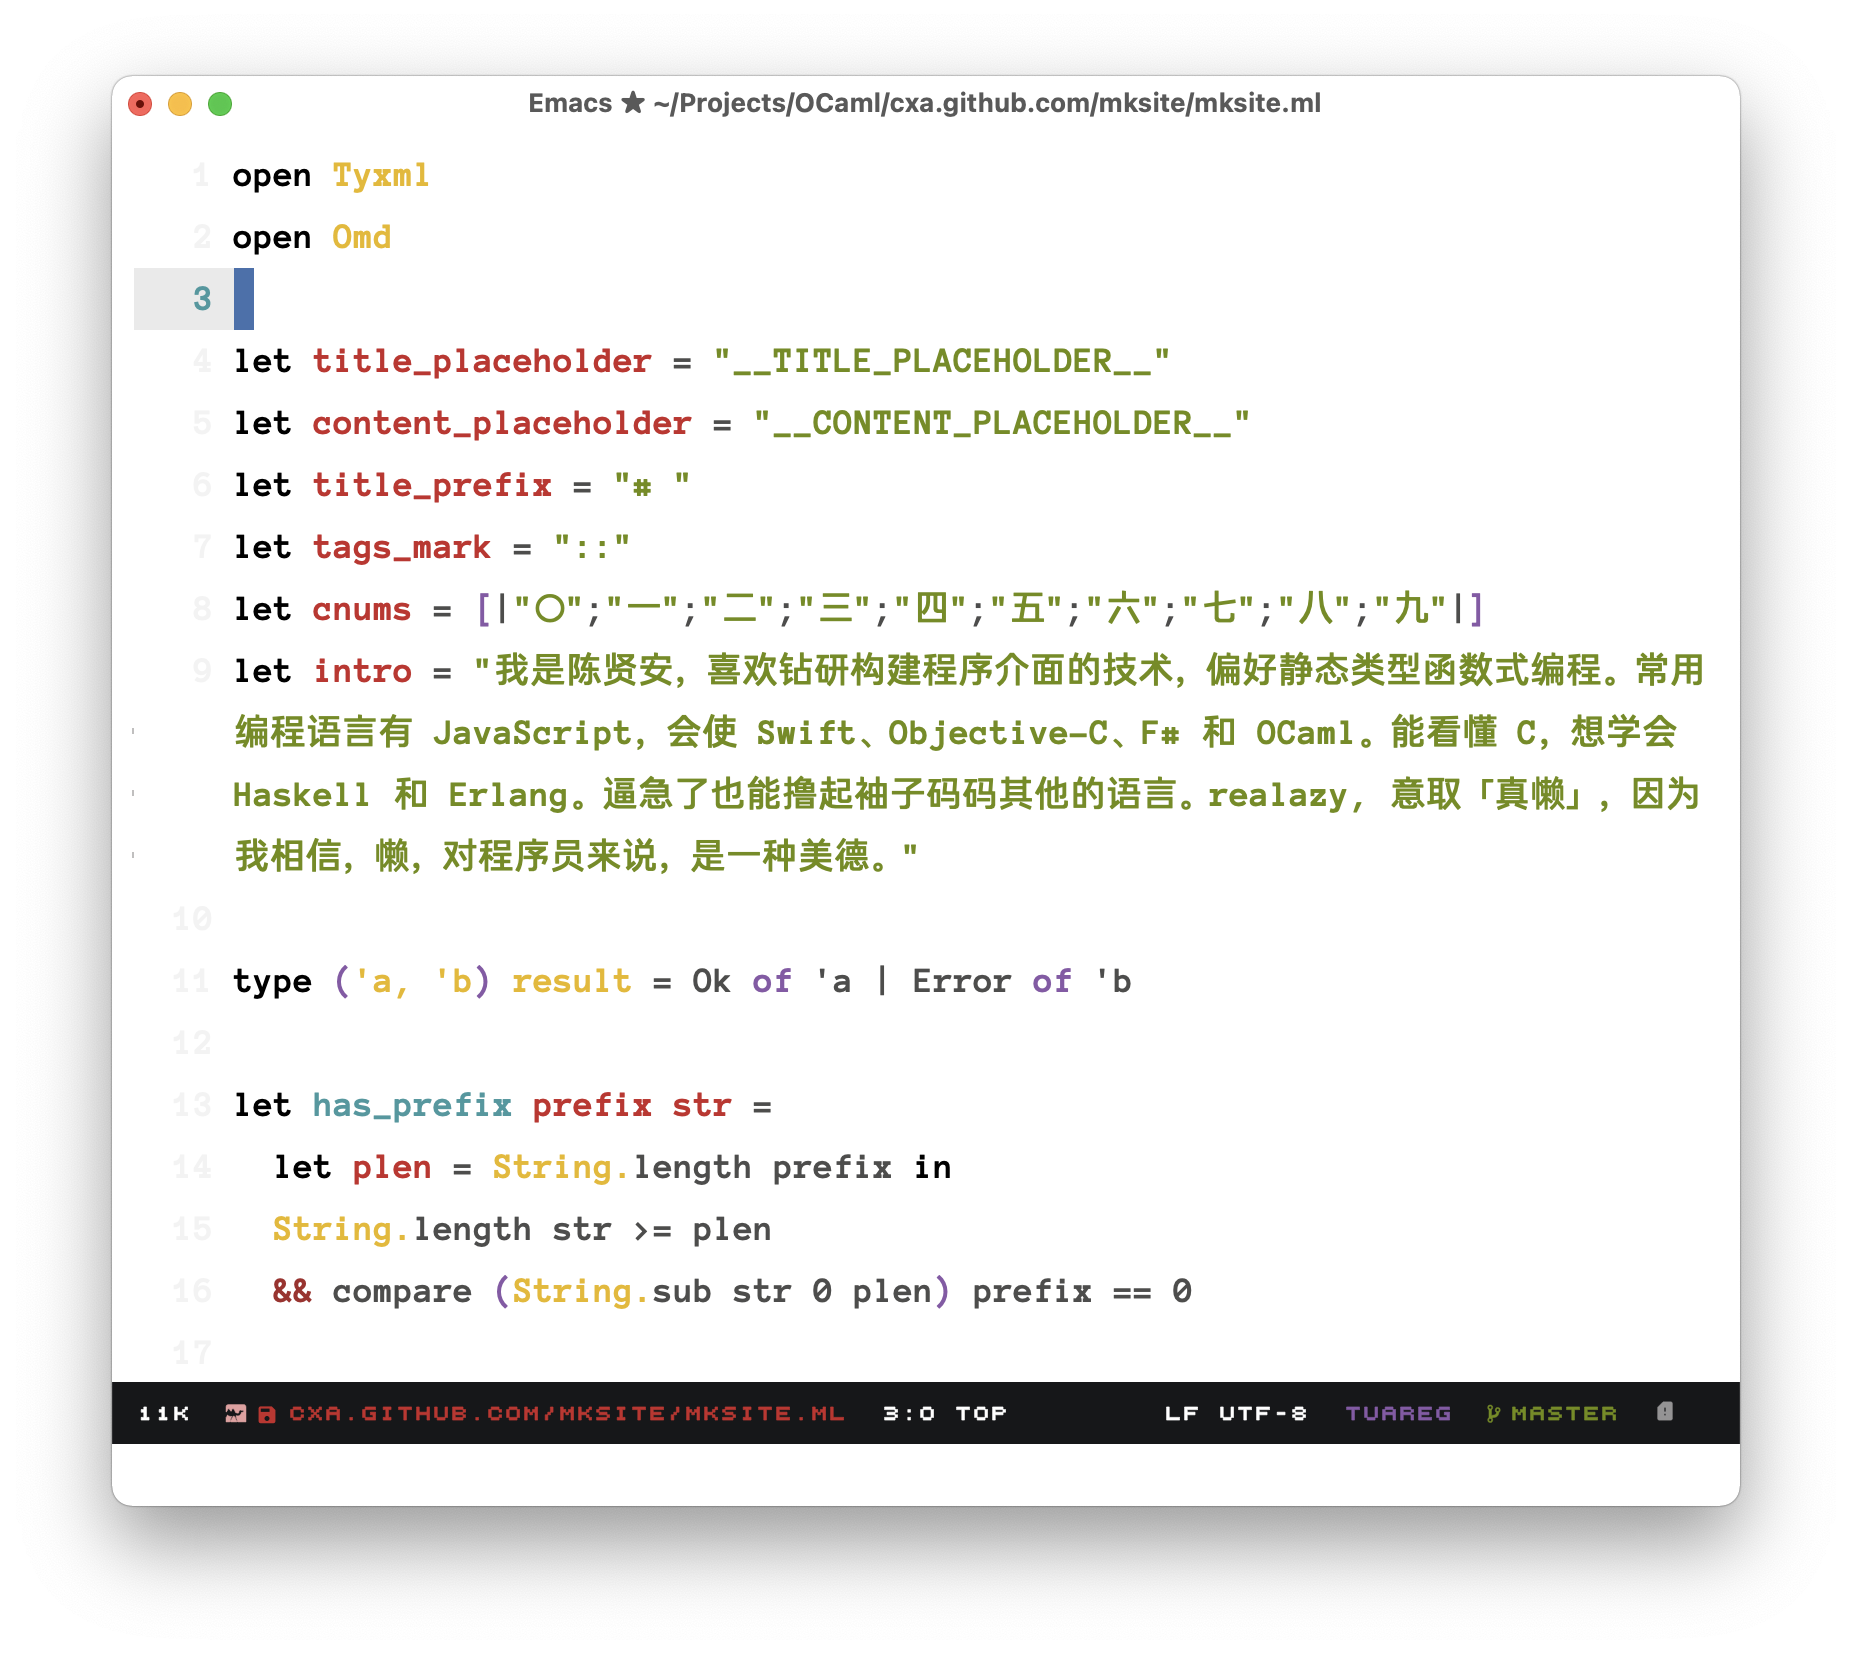 Emacs ★ ~/Projects/OCaml/cxa.github.com/mksite/mksite.ml
1 open Tyxml
2 open Omd
3
4 let title_placeholder = "__TITLE_PLACEHOLDER__"
5 let content_placeholder = "__CONTENT_PLACEHOLDER__"
6 let title_prefix = "# "
7 let tags_mark = "::"
8 let cnums = [|"〇";"一";"二";"三";"四";"五";"六";"七";"八";"九"|]
9 let intro = "我是陈贤安，喜欢钻研构建程序介面的技术，偏好静态类型函数式编程。常用
编程语言有 JavaScript，会使 Swift、Objective-C、F# 和 OCaml。能看懂 C，想学会
Haskell 和 Erlang。逼急了也能撸起袖子码码其他的语言。realazy, 意取「真懒」，因为
我相信，懒，对程序员来说，是一种美德。"
10
11 type ('a, 'b) result = Ok of 'a | Error of 'b
12
13 let has_prefix prefix str =
14   let plen = String.length prefix in
15   String.length str >= plen
16   && compare (String.sub str 0 plen) prefix == 0
17
11K CXA.GITHUB.COM/MKSITE/MKSITE.ML 3:0 TOP LF UTF-8 TUAREG MASTER